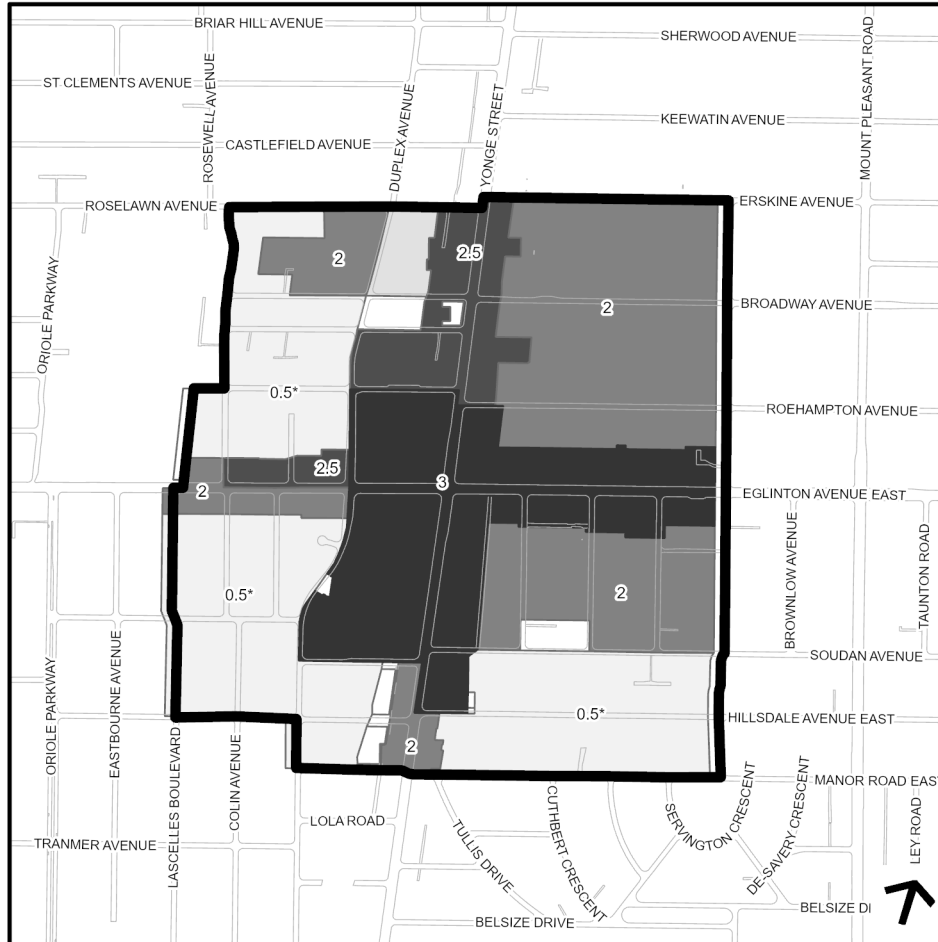 BRIAR HILL AVENUE
SHERWOOD AVENUE
MOUNT PLEASANT ROAD
ST CLEMENTS AVENUE
ROSEWELL AVENUE
DUPLEX AVENUE
YONGE STREET
KEEWATIN AVENUE
CASTLEFIELD AVENUE
ROSELAWN AVENUE
ERSKINE AVENUE
2
2.5
ORIOLE PARKWAY
2
BROADWAY AVENUE
0.5*
ROEHAMPTON AVENUE
2.5
2
3
EGLINTON AVENUE EAST
BROWNLOW AVENUE
TAUNTON ROAD
0.5*
2
SOUDAN AVENUE
ORIOLE PARKWAY
EASTBOURNE AVENUE
LASCELLES BOULEVARD
COLIN AVENUE
0.5*
HILLSDALE AVENUE EAST
2
MANOR ROAD EAST
LOLA ROAD
TULLIS DRIVE
CUTHBERT CRESCENT
SERVINGTON CRESCENT
DE-SAVERY CRESCENT
LEY ROAD
TRANMER AVENUE
BELSIZE DRIVE
BELSIZE DI